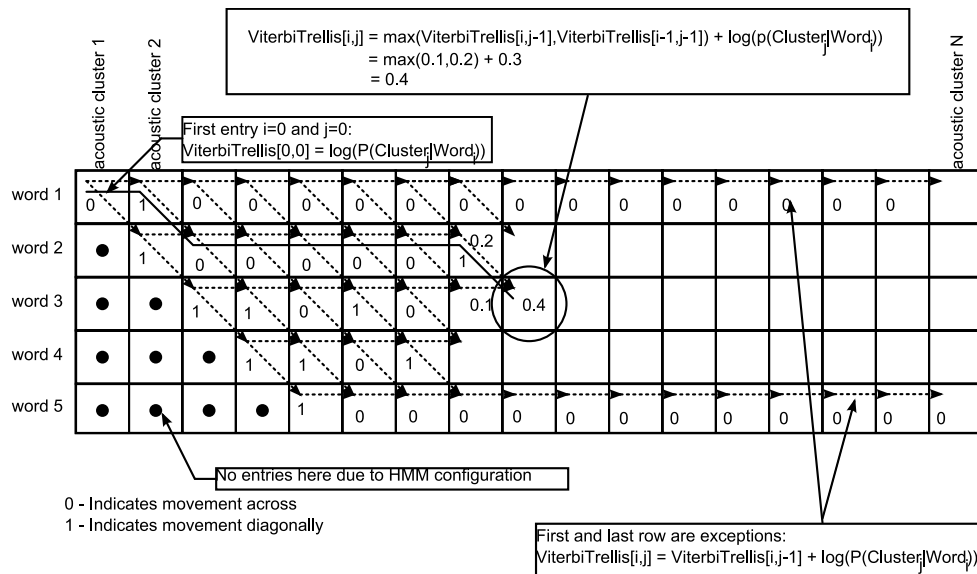 ViterbiTrellis[i,j] = max(ViterbiTrellis[i,j-1],ViterbiTrellis[i-1,j-1]) + log(p(Cluster_j|Word_i))
= max(0.1,0.2) + 0.3
= 0.4
acoustic cluster 1
acoustic cluster 2
acoustic cluster N
First entry i=0 and j=0:
ViterbiTrellis[0,0] = log(P(Cluster_j|Word_i))
word 1 0 1 0 0 0 0 0 0 0 0 0 0 0 0 0 0
word 2 1 0 0 0 0 0 0.2 1
word 3 1 1 0 1 0 0.1 0.4
word 4 1 1 0 1
word 5 1 0 0 0 0 0 0 0 0 0 0 0
No entries here due to HMM configuration
0 - Indicates movement across
1 - Indicates movement diagonally
First and last row are exceptions:
ViterbiTrellis[i,j] = ViterbiTrellis[i,j-1] + log(P(Cluster_j|Word_i))